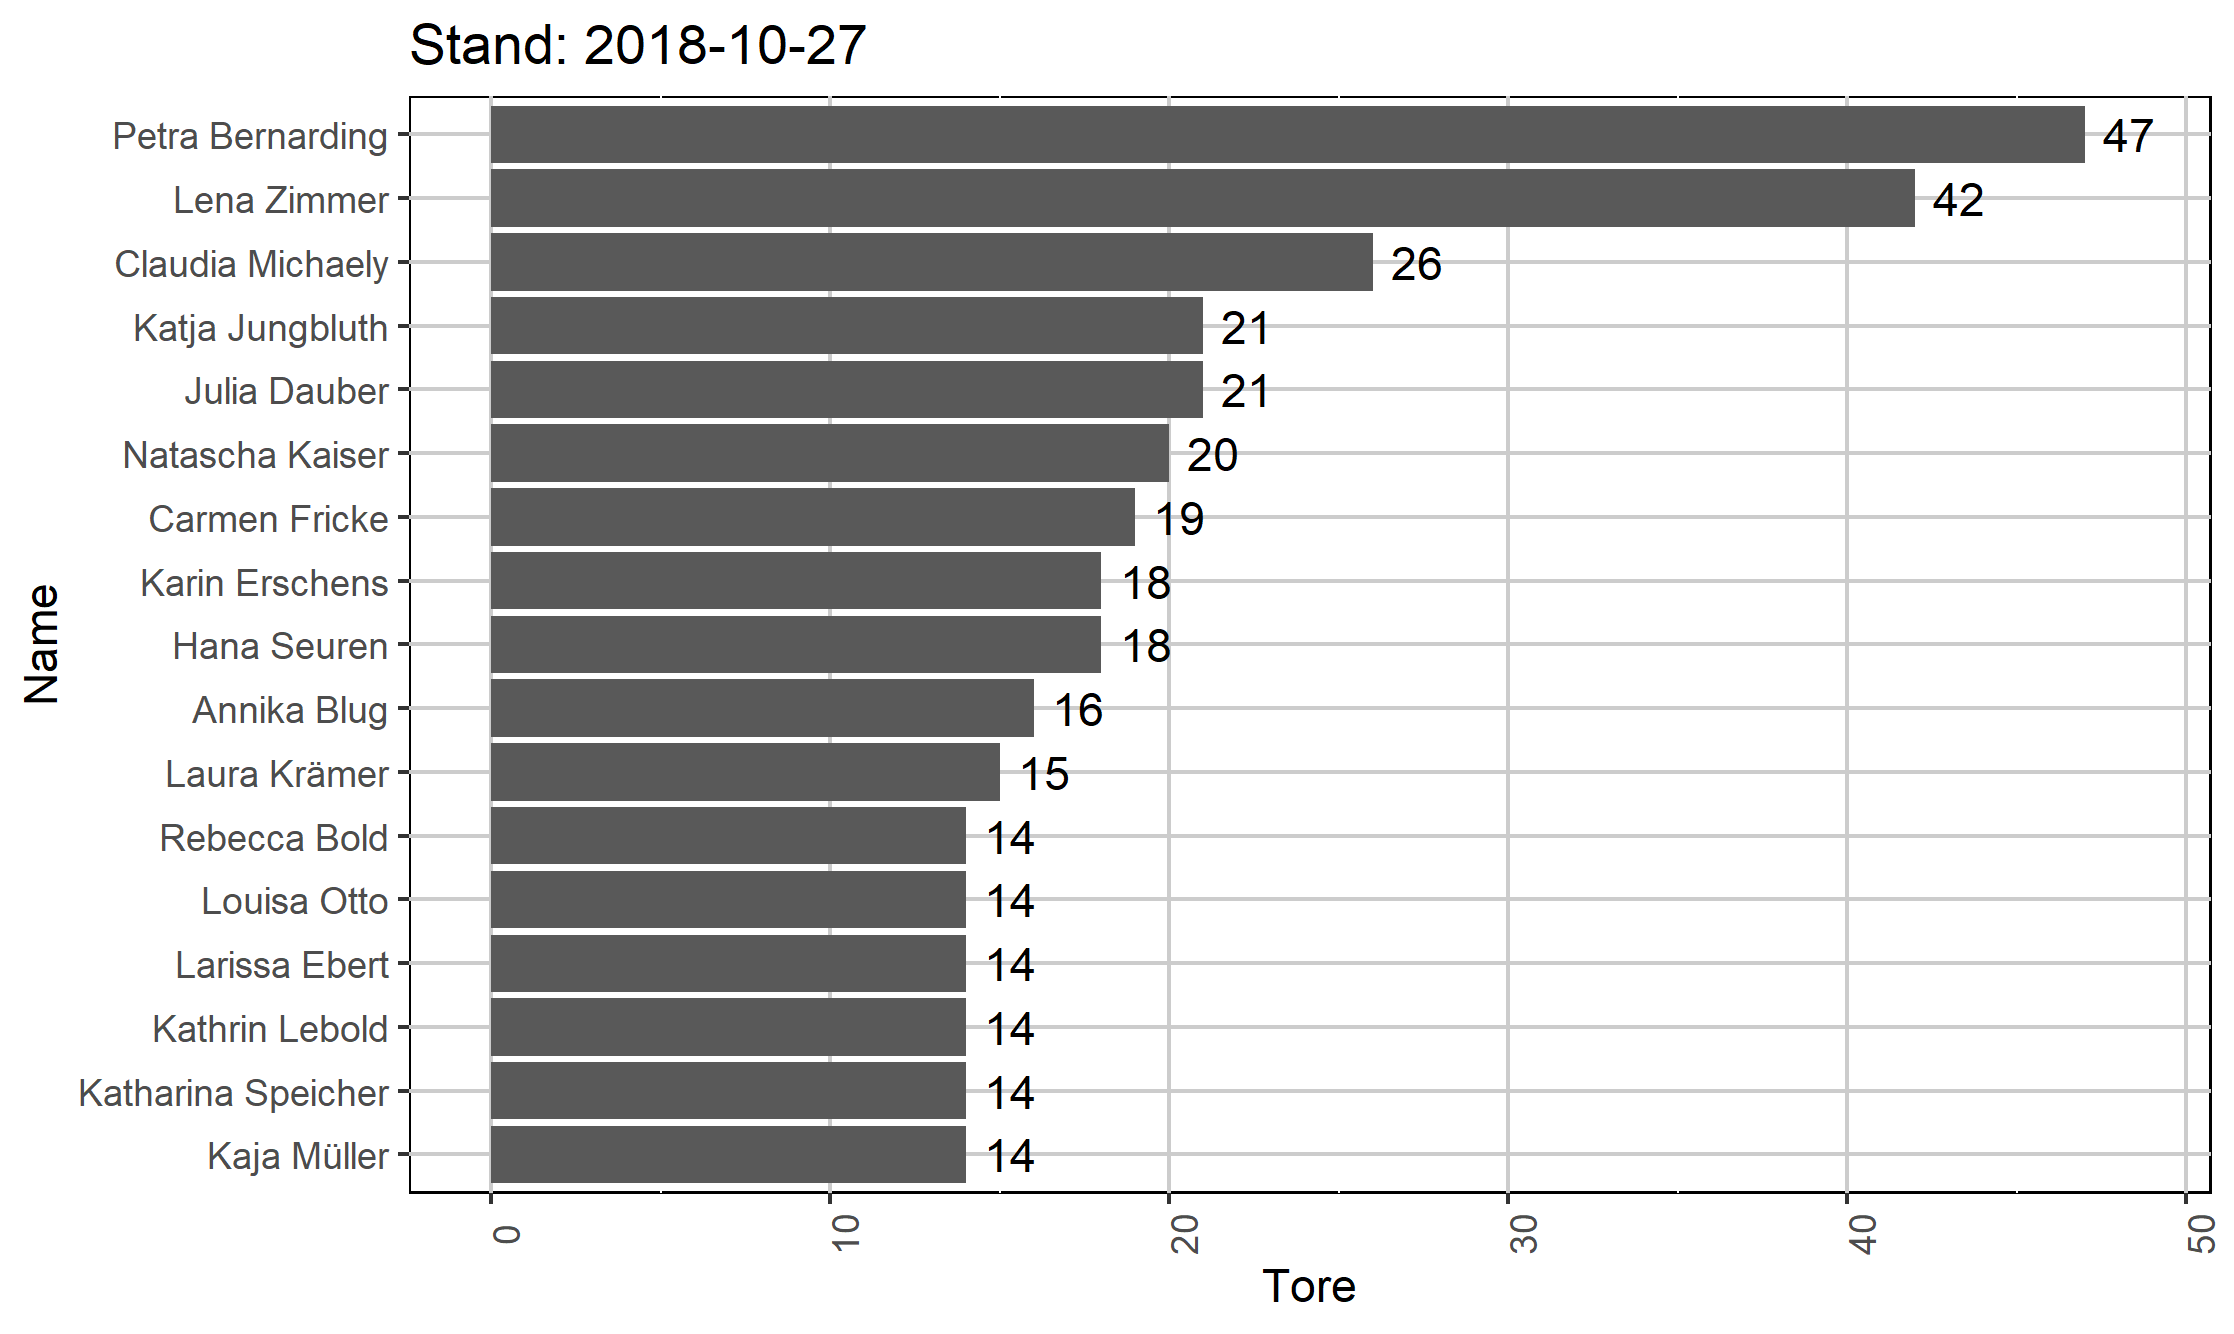 Stand: 2018-10-27
Petra Bernarding 47
Lena Zimmer 42
Claudia Michaely 26
Katja Jungbluth 21
Julia Dauber 21
Natascha Kaiser 20
Carmen Fricke 19
Karin Erschens 18
Hana Seuren 18
Annika Blug 16
Laura Krämer 15
Rebecca Bold 14
Louisa Otto 14
Larissa Ebert 14
Kathrin Lebold 14
Katharina Speicher 14
Kaja Müller 14
Name
0 10 20 30 40 50
Tore